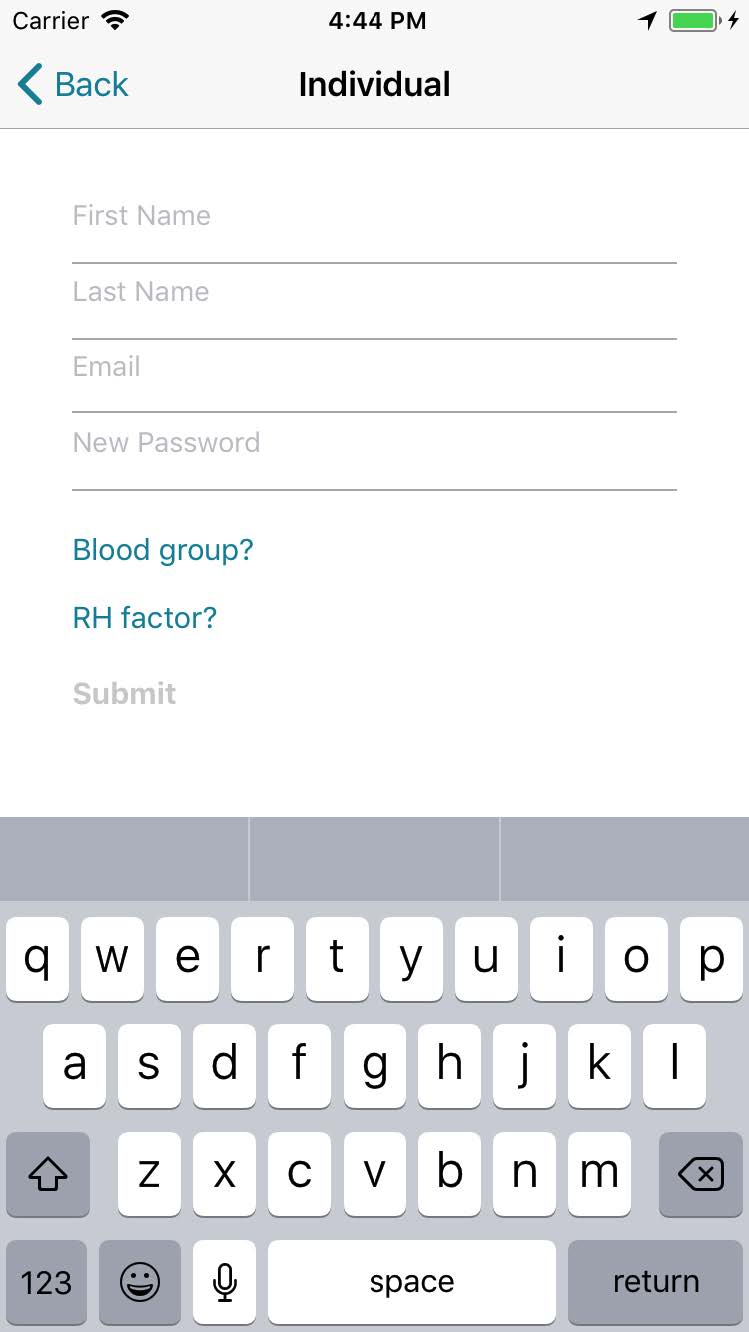 Carrier 4:44 PM
Back Individual
First Name
Last Name
Email
New Password
Blood group?
RH factor?
Submit
q w e r t y u i o p
a s d f g h j k l
z x c v b n m
123 space return